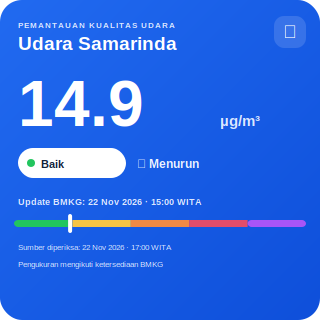 PEMANTAUAN KUALITAS UDARA
Udara Samarinda
14.9
µg/m³
Baik
Menurun
Update BMKG: 22 Nov 2026 · 15:00 WITA
Sumber diperiksa: 22 Nov 2026 · 17:00 WITA
Pengukuran mengikuti ketersediaan BMKG